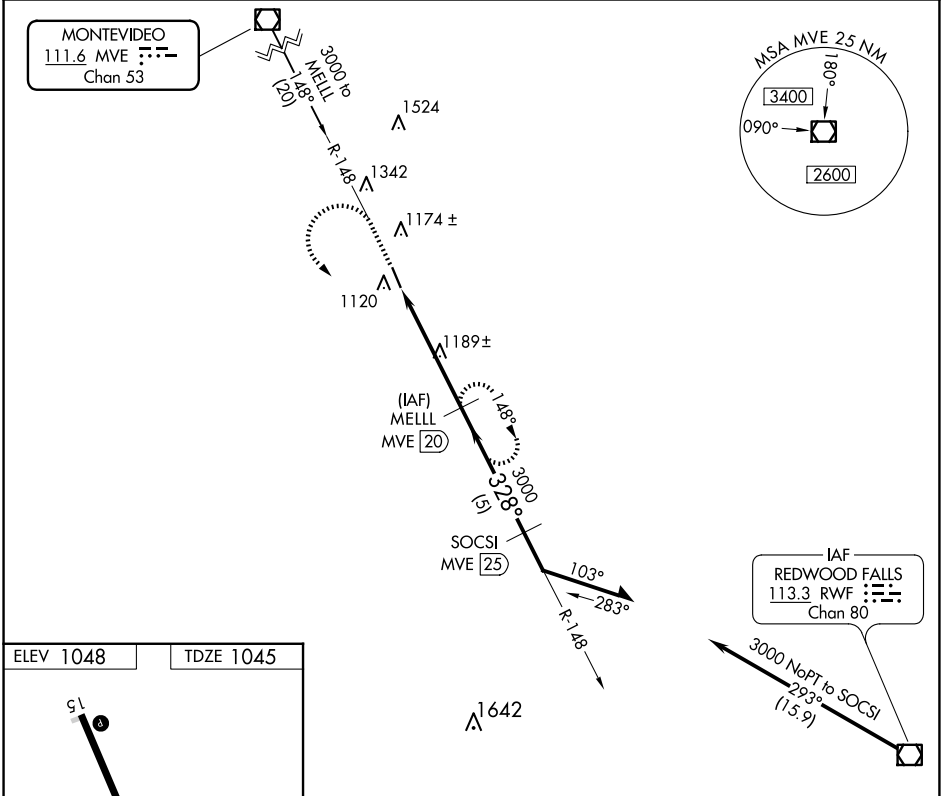 MONTEVIDEO
111.6 MVE
Chan 53
3000 to
MELLL
148°
(20)
R-148
1524
1342
1174 ±
1120
1189±
MSA MVE 25 NM
180°
3400
090°
2600
(IAF)
MELLL
MVE 20
148°
3000
328°
(5)
SOCSI
MVE 25
103°
283°
R-148
IAF
REDWOOD FALLS
113.3 RWF
Chan 80
3000 NoPT to SOCSI
293°
(15.9)
1642
ELEV 1048
TDZE 1045
15
P